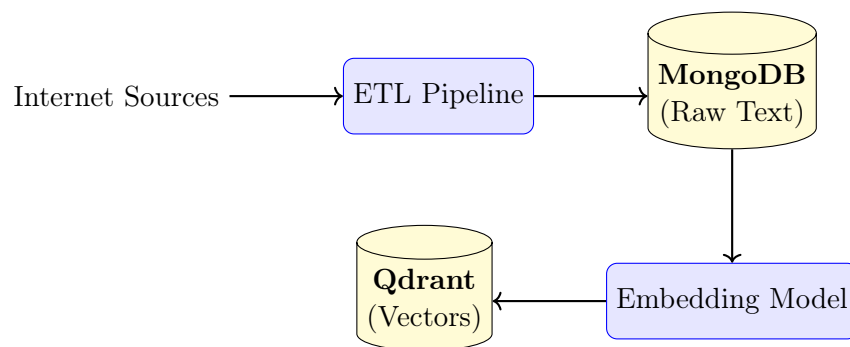 Internet Sources
ETL Pipeline
MongoDB
(Raw Text)
Qdrant
(Vectors)
Embedding Model